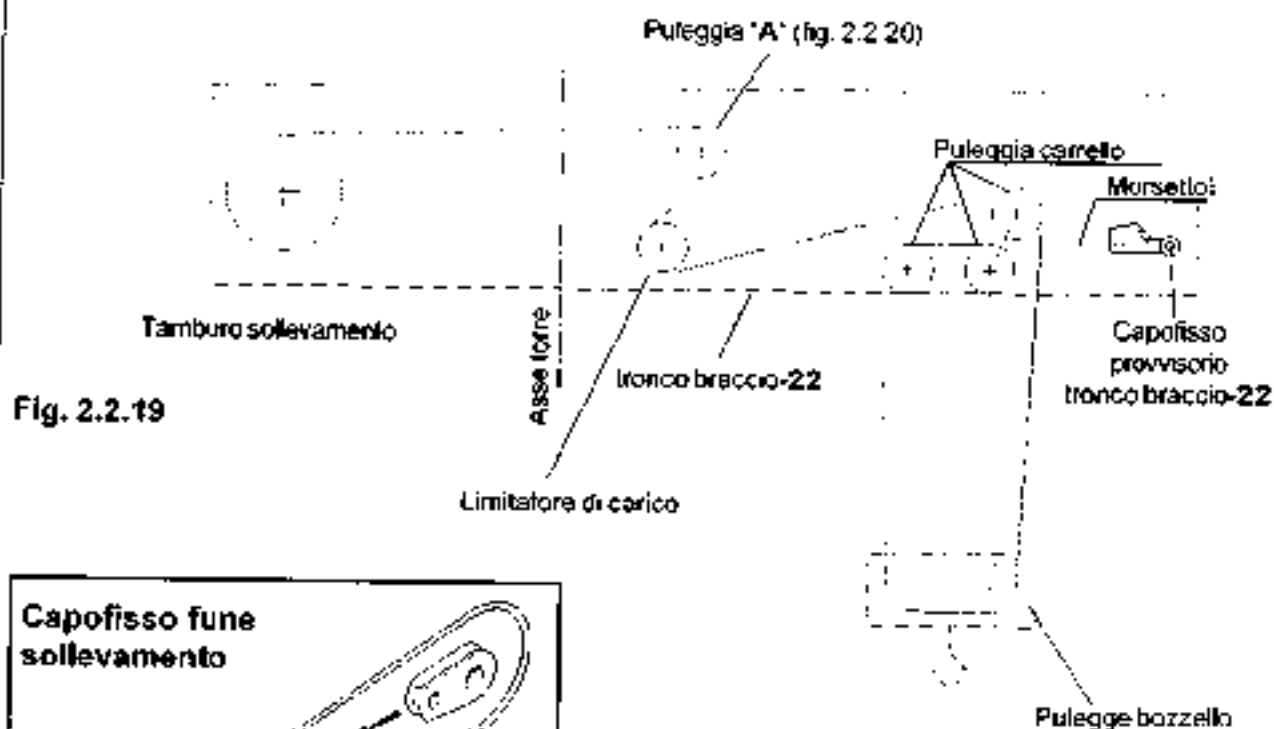 Puleggia "A" (fig. 2.2.20)
Puleggia carrello
Morsetto
Tamburo sollevamento
Asse torre
tronco braccio-22
Capofisso
provvisorio
tronco braccio-22
Fig. 2.2.19
Limitatore di carico
Capofisso fune
sollevamento
Pulegge bozzello